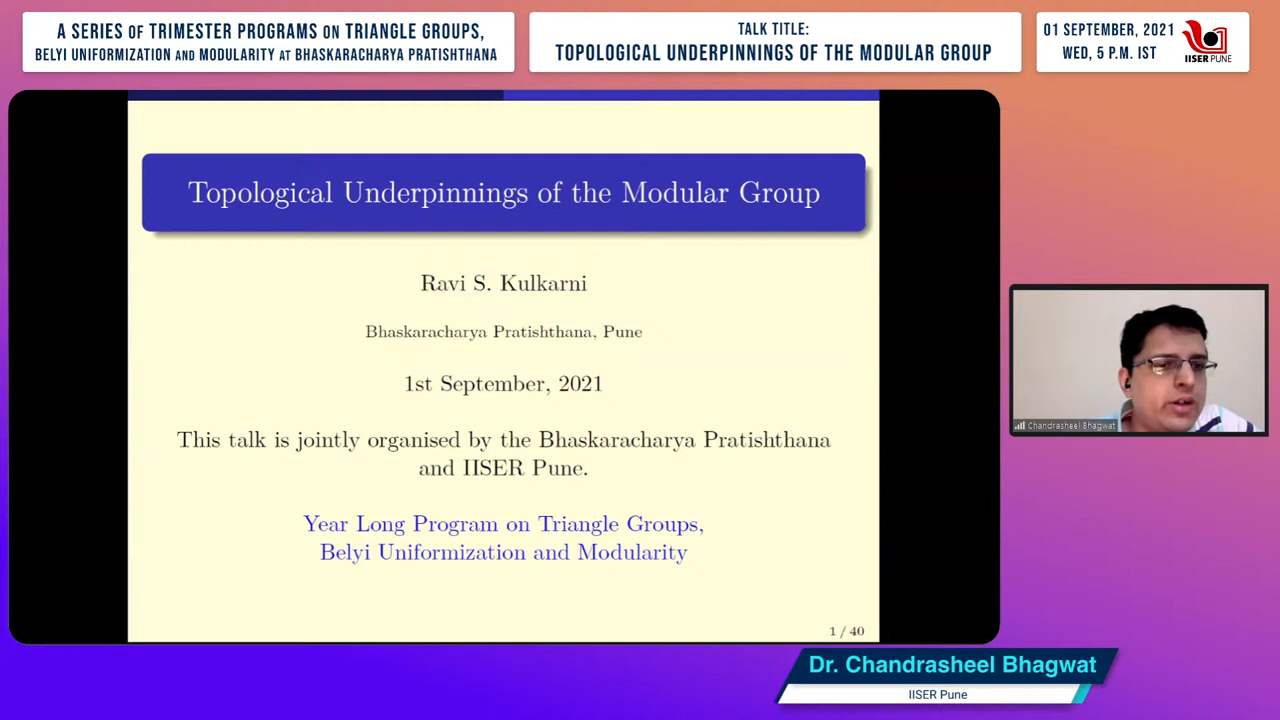 A SERIES OF TRIMESTER PROGRAMS ON TRIANGLE GROUPS,
BELYI UNIFORMIZATION AND MODULARITY AT BHASKARACHARYA PRATISHTHANA
TALK TITLE:
TOPOLOGICAL UNDERPINNINGS OF THE MODULAR GROUP
01 SEPTEMBER, 2021
WED, 5 P.M. IST
IISER PUNE
Topological Underpinnings of the Modular Group
Ravi S. Kulkarni
Bhaskaracharya Pratishthana, Pune
1st September, 2021
This talk is jointly organised by the Bhaskaracharya Pratishthana
and IISER Pune.
Year Long Program on Triangle Groups,
Belyi Uniformization and Modularity
1 / 40
Chandrasheel Bhagwat
Dr. Chandrasheel Bhagwat
IISER Pune